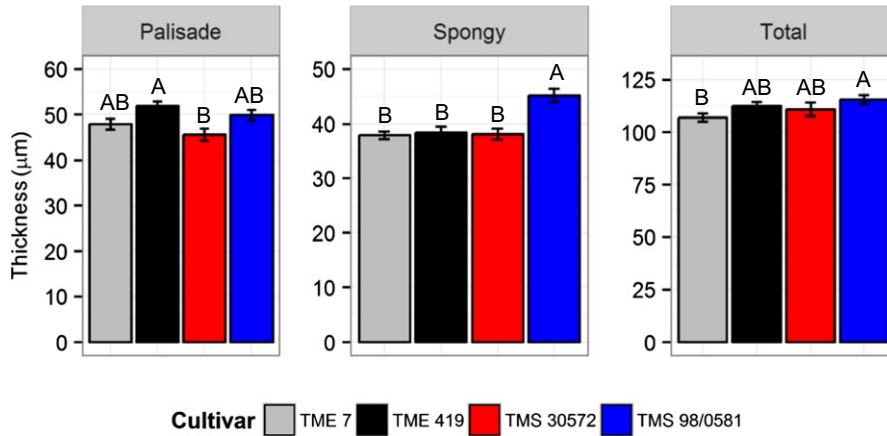 Palisade
Spongy
Total
Thickness (μm)
60
50
40
30
20
10
0
AB
A
B
AB
50
40
30
20
10
0
B
B
B
A
125
100
75
50
25
0
B
AB
AB
A
Cultivar TME 7 TME 419 TMS 30572 TMS 98/0581